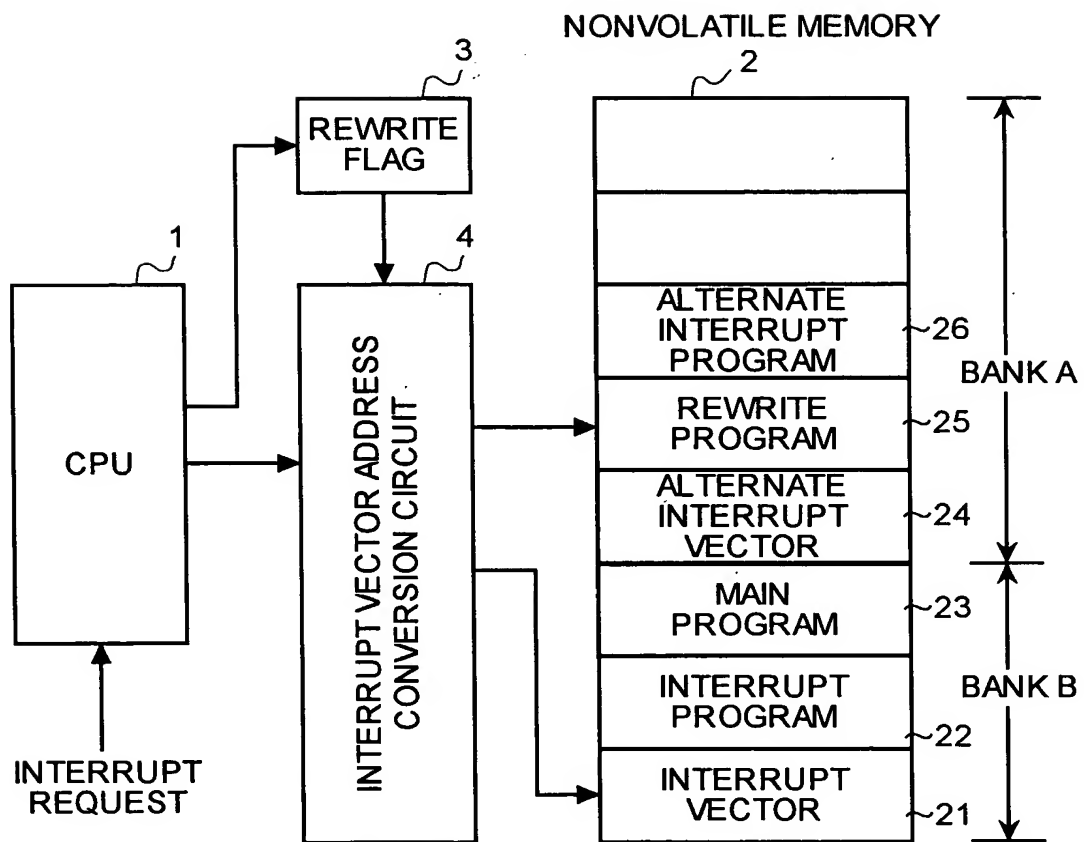 NONVOLATILE MEMORY
2
3
REWRITE
FLAG
1
CPU
INTERRUPT
REQUEST
4
INTERRUPT VECTOR ADDRESS
CONVERSION CIRCUIT
ALTERNATE
INTERRUPT
PROGRAM
26
REWRITE
PROGRAM
25
ALTERNATE
INTERRUPT
VECTOR
24
MAIN
PROGRAM
23
INTERRUPT
PROGRAM
22
INTERRUPT
VECTOR
21
BANK A
BANK B